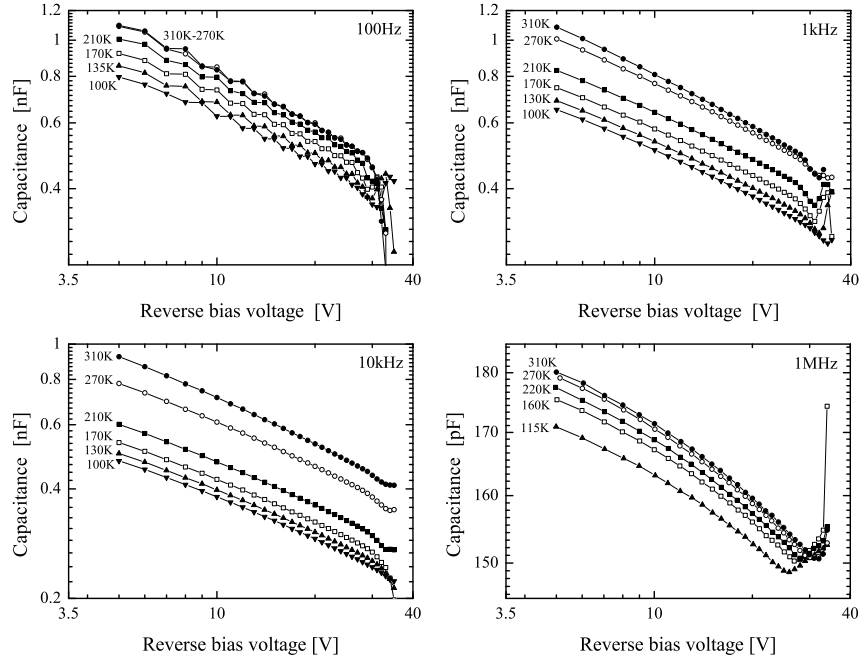 1.2
1
0.8
0.6
0.4
Capacitance [nF]
310K-270K
210K
170K
135K
100K
100Hz
3.5
10
40
Reverse bias voltage [V]
1.2
1
0.8
0.6
0.4
Capacitance [nF]
310K
270K
210K
170K
130K
100K
1kHz
3.5
10
40
Reverse bias voltage [V]
1
0.8
0.6
0.4
0.2
Capacitance [nF]
310K
270K
210K
170K
130K
100K
10kHz
3.5
10
40
Reverse bias voltage [V]
180
170
160
150
Capacitance [pF]
310K
270K
220K
160K
115K
1MHz
3.5
10
40
Reverse bias voltage [V]